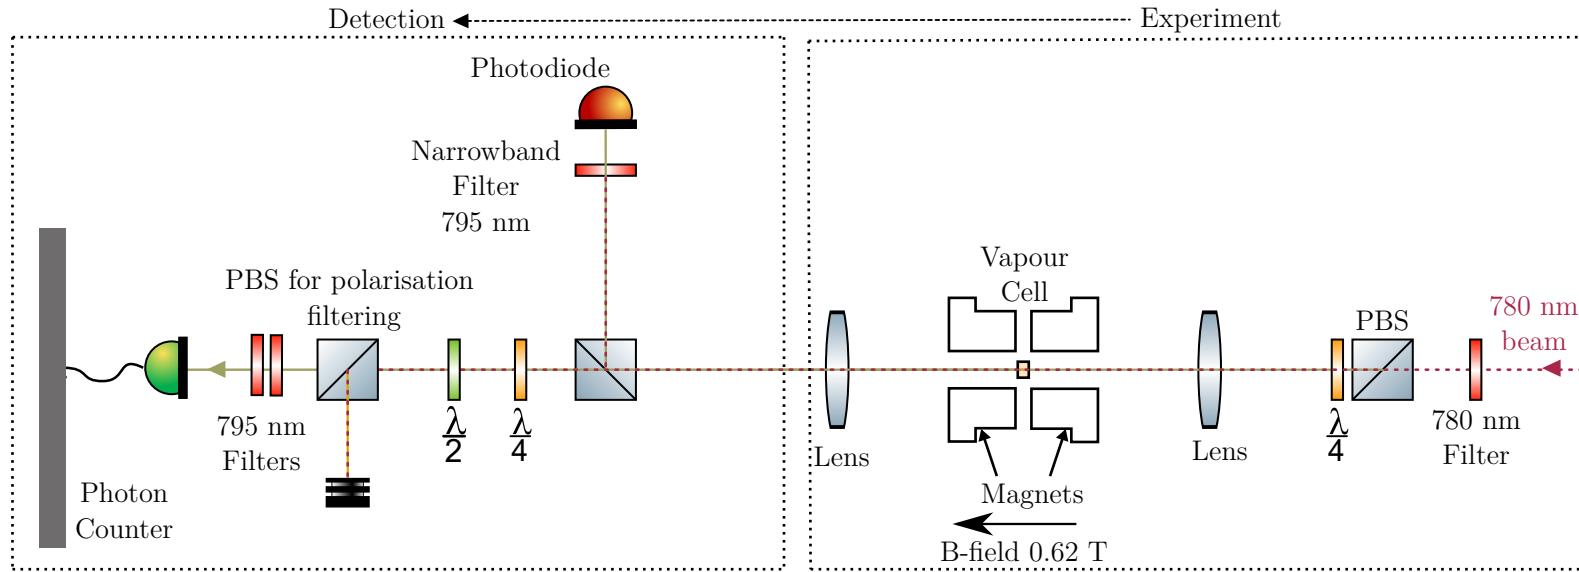 Detection
Experiment
Photodiode
Narrowband
Filter
795 nm
PBS for polarisation
filtering
795 nm
Filters
Photon
Counter
λ
2
λ
4
Vapour
Cell
Lens
Magnets
B-field 0.62 T
Lens
PBS
λ
4
780 nm
Filter
780 nm
beam